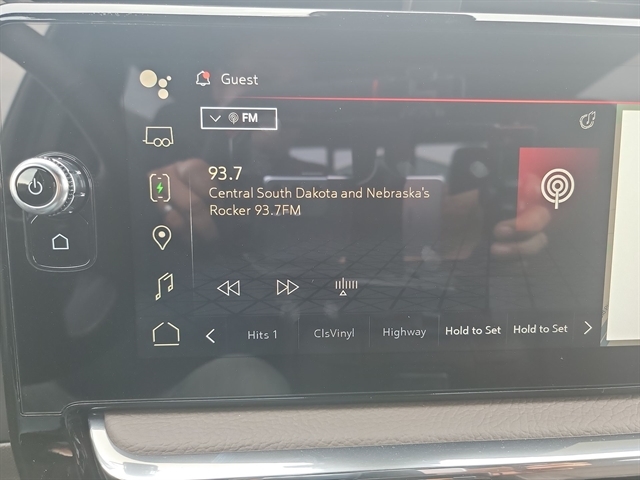 Guest
FM
93.7
Central South Dakota and Nebraska's
Rocker 93.7FM
Hits 1
ClsVinyl
Highway
Hold to Set
Hold to Set